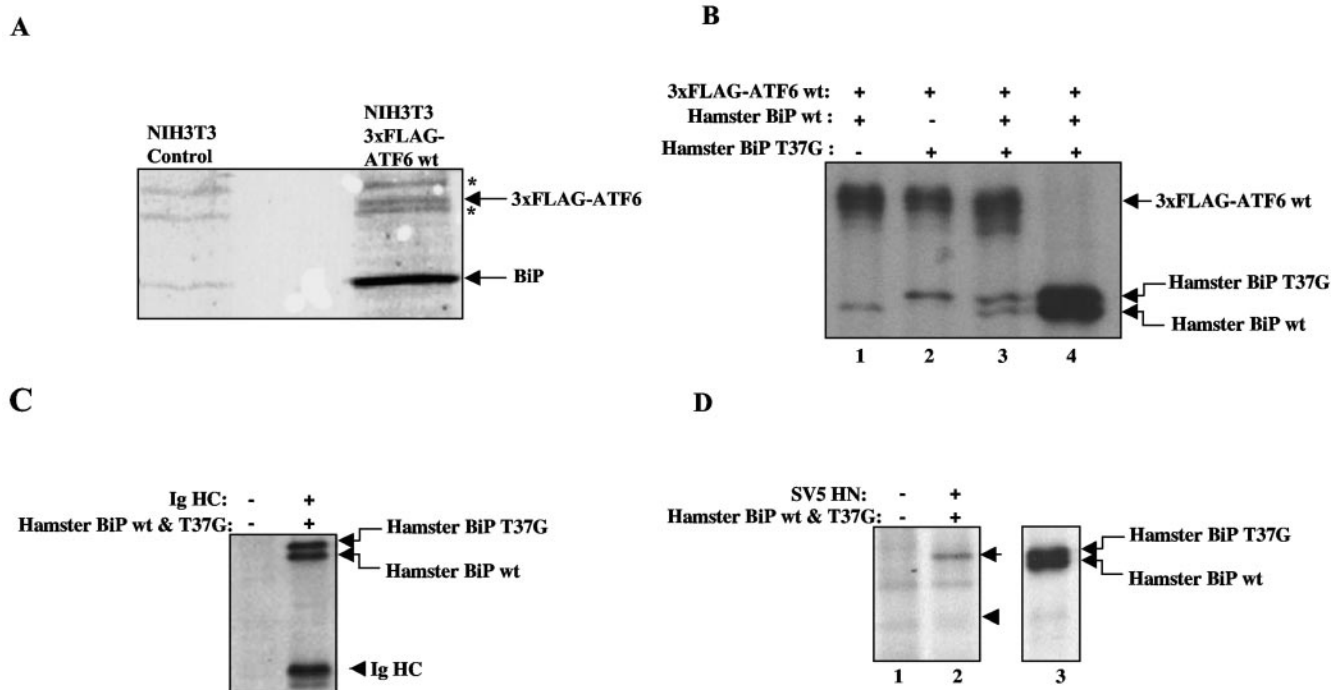 A
NIH3T3
Control
NIH3T3
3xFLAG-
ATF6 wt
*
3xFLAG-ATF6
*
BiP
B
3xFLAG-ATF6 wt: + + + +
Hamster BiP wt : + - + +
Hamster BiP T37G : - + + +
3xFLAG-ATF6 wt
Hamster BiP T37G
Hamster BiP wt
1 2 3 4
C
Ig HC: - +
Hamster BiP wt & T37G: - +
Hamster BiP T37G
Hamster BiP wt
Ig HC
D
SV5 HN: - +
Hamster BiP wt & T37G: - +
Hamster BiP T37G
Hamster BiP wt
1 2 3